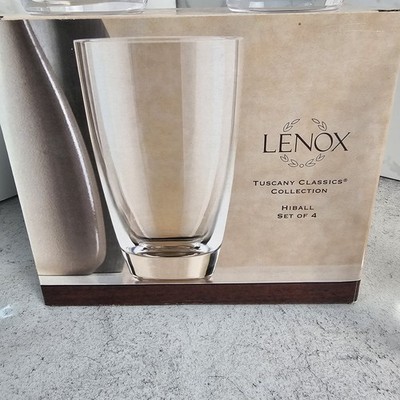 LENOX
TUSCANY CLASSICS®
COLLECTION
HIBALL
SET OF 4